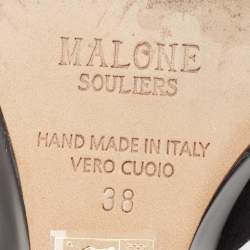 MALONE
SOULIERS
HAND MADE IN ITALY
VERO CUOIO
38